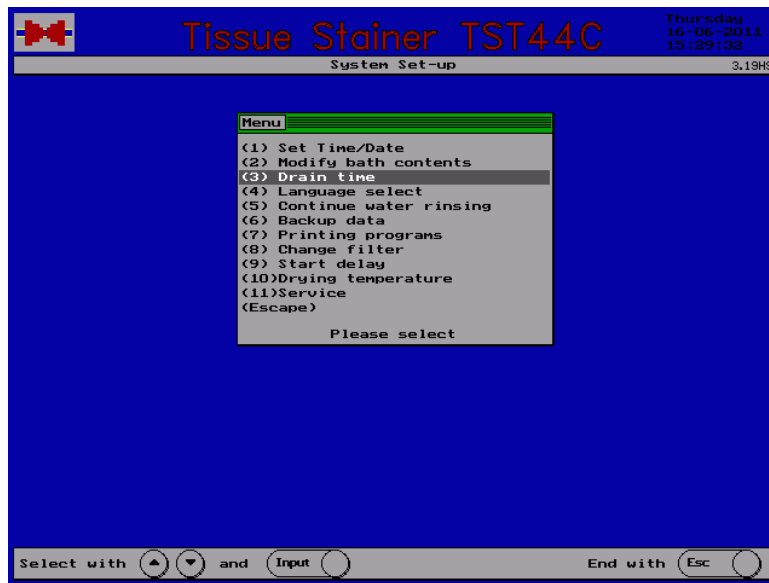 Tissue Stainer TST44C
Thursday
16-06-2011
15:29:32
System Set-up
3.19HS
Menu
(1) Set Time/Date
(2) Modify bath contents
(3) Drain time
(4) Language select
(5) Continue water rinsing
(6) Backup data
(7) Printing programs
(8) Change filter
(9) Start delay
(10)Drying temperature
(11)Service
(Escape)
Please select
Select with and Input
End with Esc